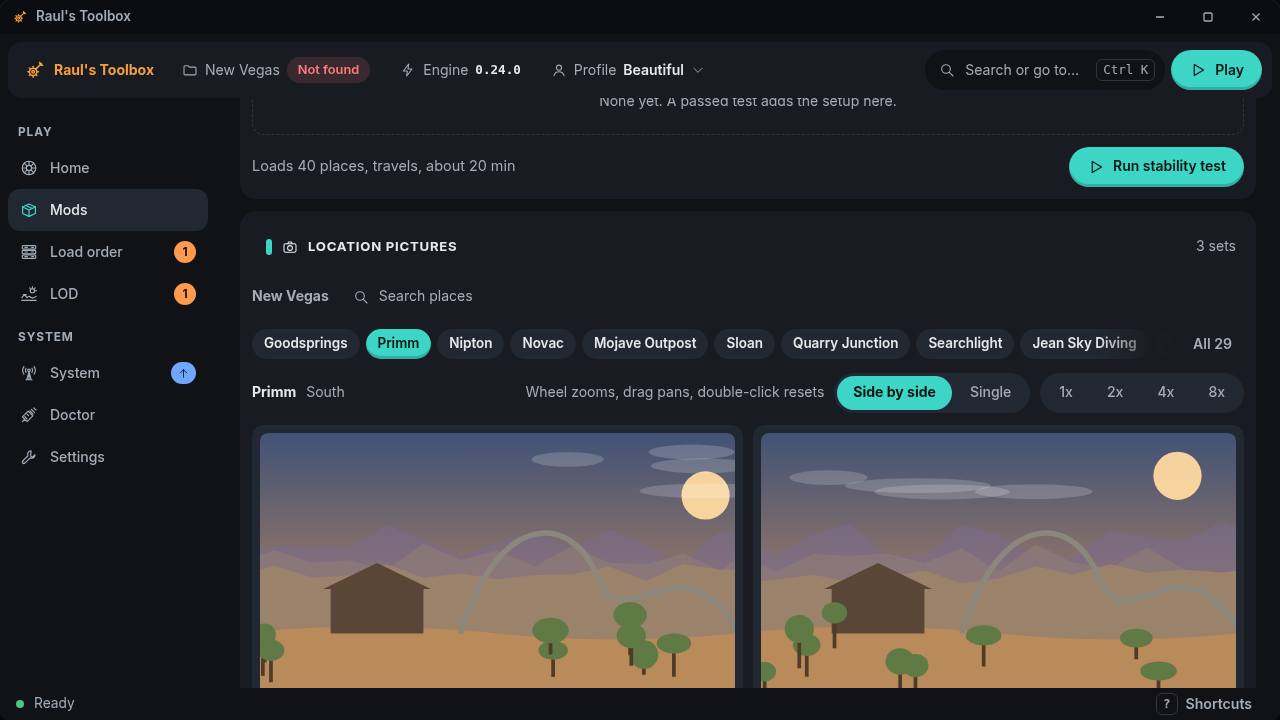 Raul's Toolbox
Raul's Toolbox New Vegas Not found Engine 0.24.0 Profile Beautiful Search or go to... Ctrl K Play
PLAY
Home
Mods
Load order 1
LOD 1
SYSTEM
System
Doctor
Settings
None yet. A passed test adds the setup here.
Loads 40 places, travels, about 20 min Run stability test
LOCATION PICTURES 3 sets
New Vegas Search places
Goodsprings Primm Nipton Novac Mojave Outpost Sloan Quarry Junction Searchlight Jean Sky Diving All 29
Primm South Wheel zooms, drag pans, double-click resets Side by side Single 1x 2x 4x 8x
Ready ? Shortcuts